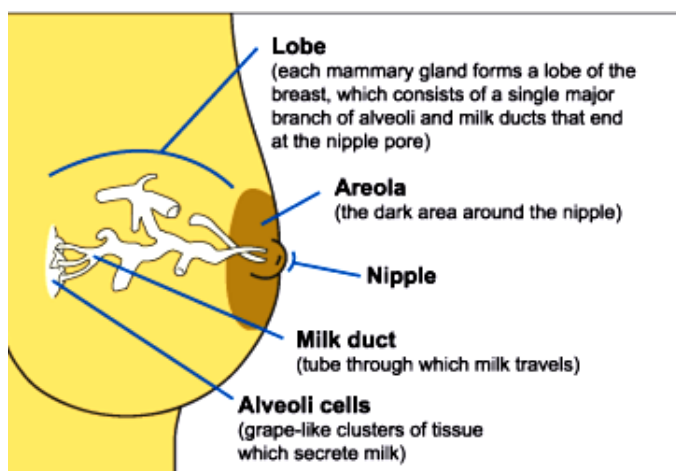 Lobe
(each mammary gland forms a lobe of the
breast, which consists of a single major
branch of alveoli and milk ducts that end
at the nipple pore)
Areola
(the dark area around the nipple)
Nipple
Milk duct
(tube through which milk travels)
Alveoli cells
(grape-like clusters of tissue
which secrete milk)